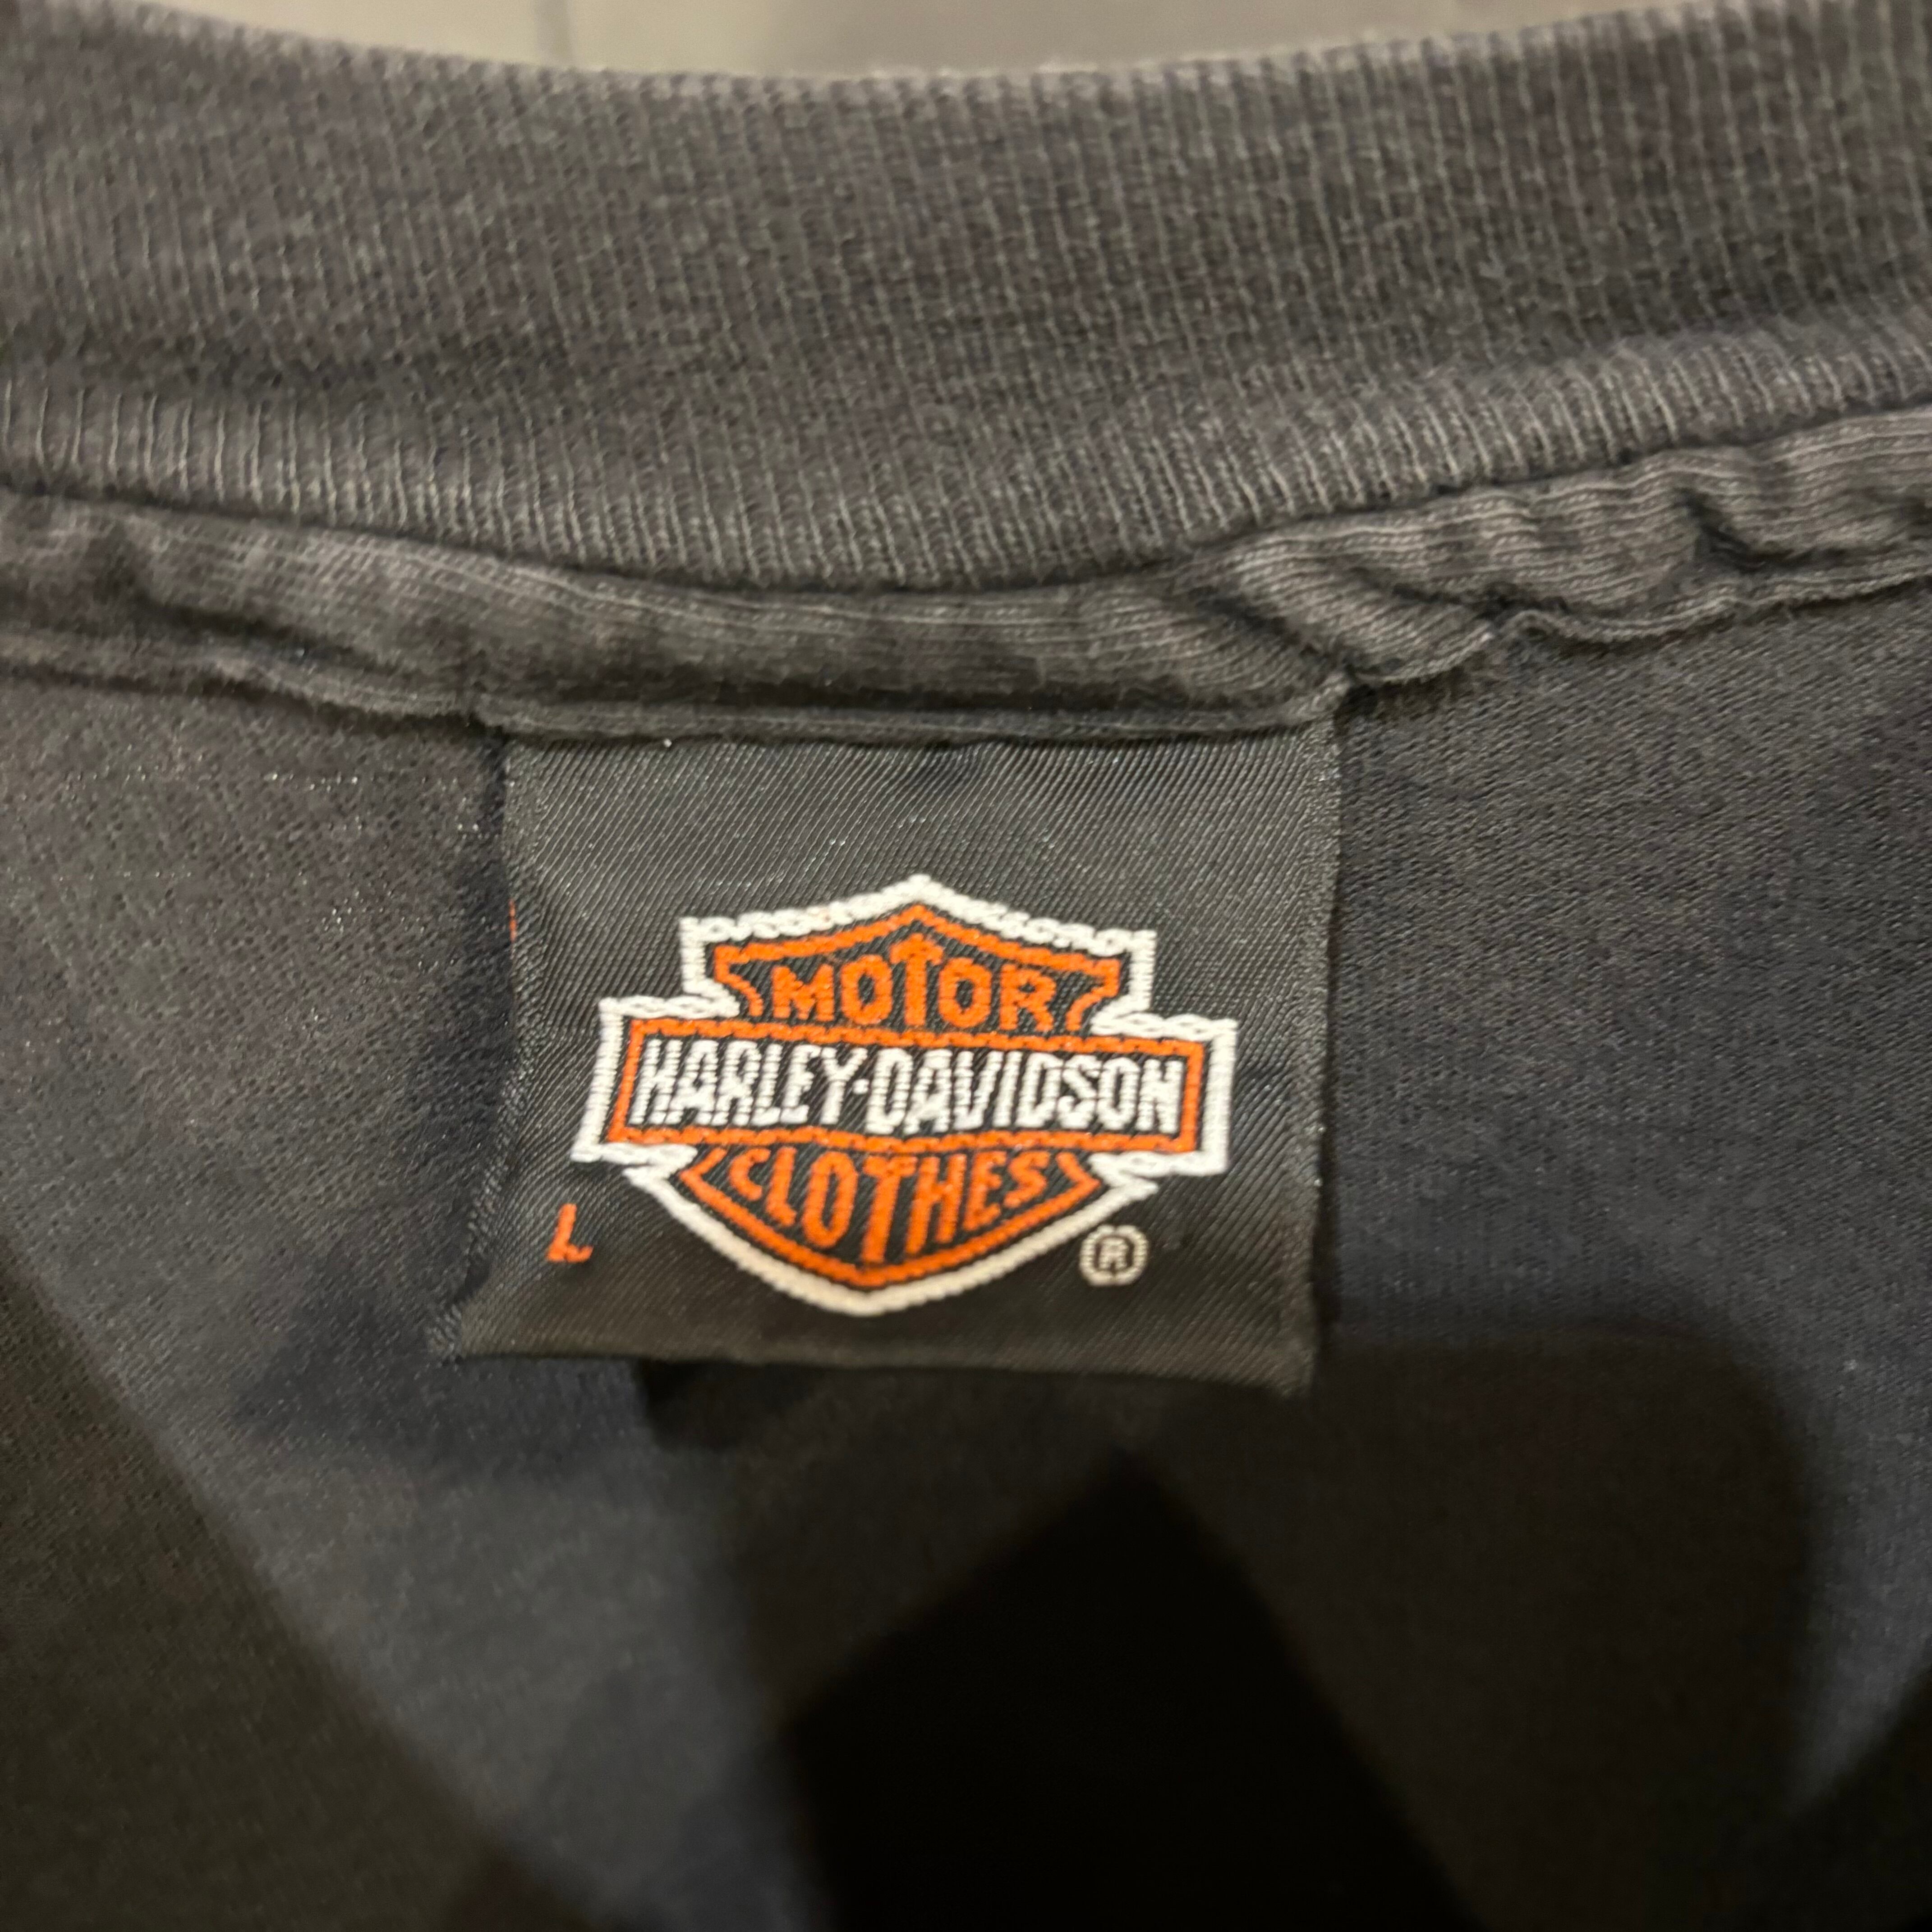 MOTOR
HARLEY-DAVIDSON
CLOTHES
L
®